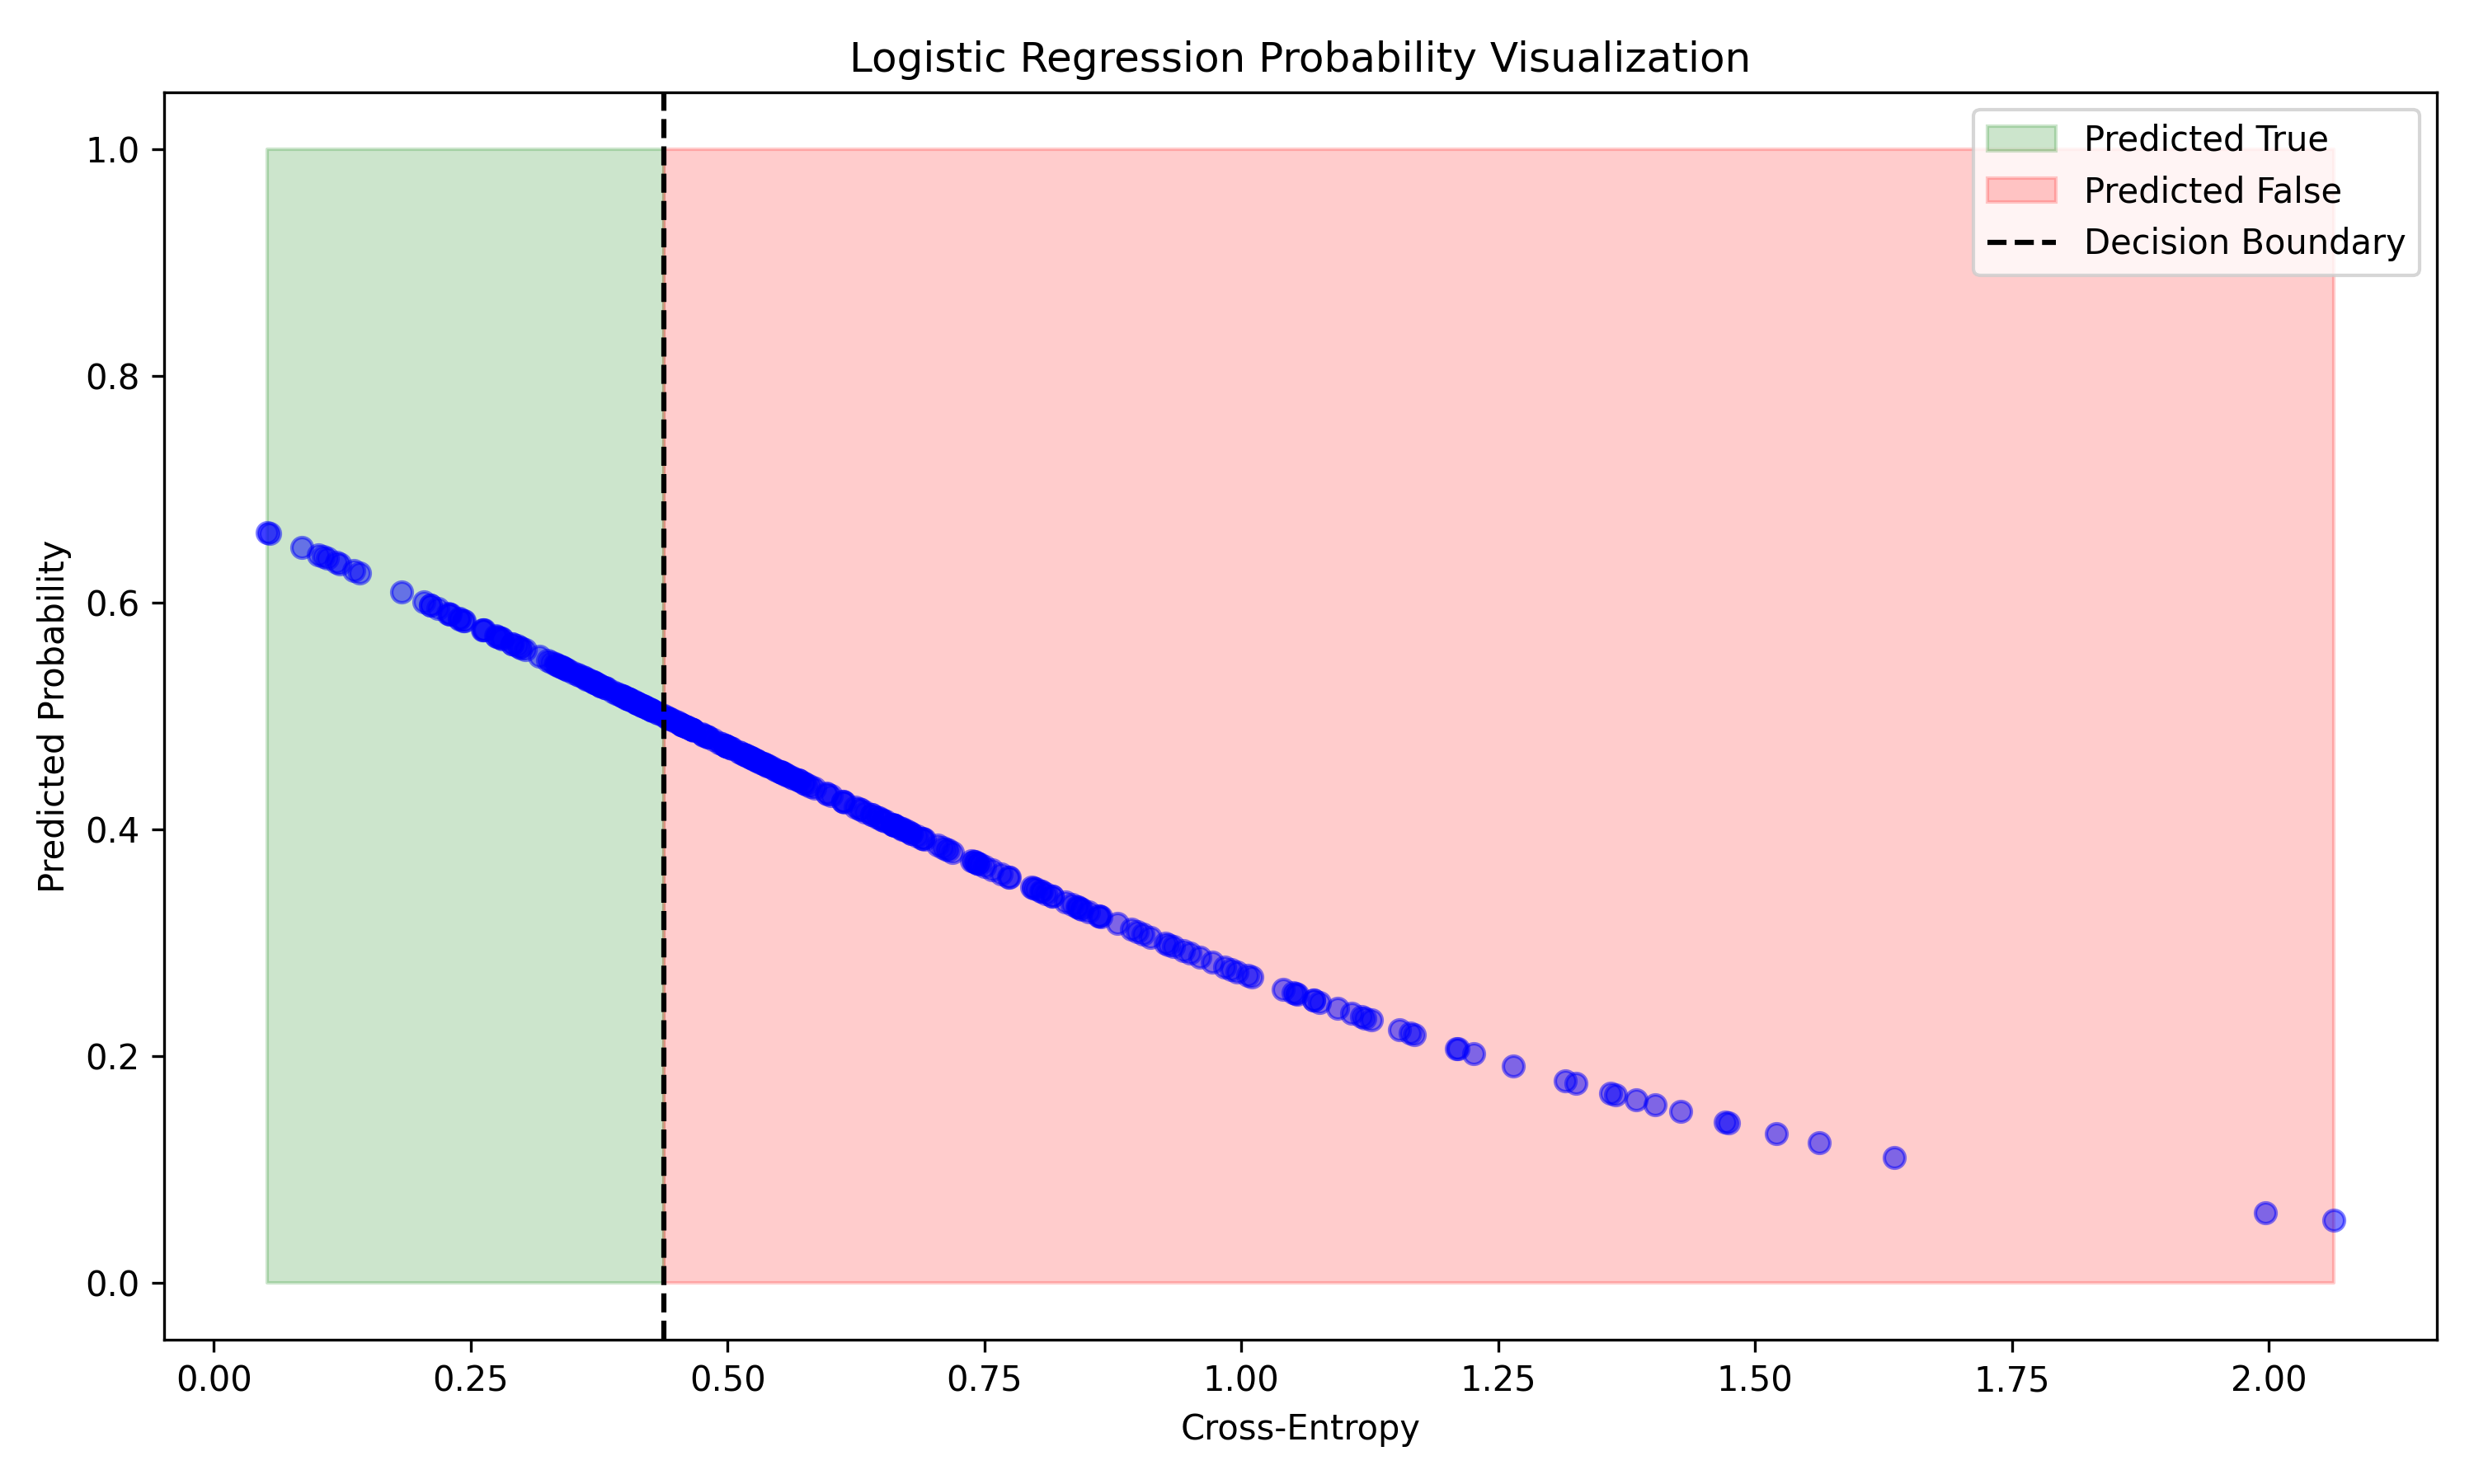 Logistic Regression Probability Visualization
Predicted True
Predicted False
Decision Boundary
1.0
0.8
0.6
0.4
0.2
0.0
Predicted Probability
0.00 0.25 0.50 0.75 1.00 1.25 1.50 1.75 2.00
Cross-Entropy